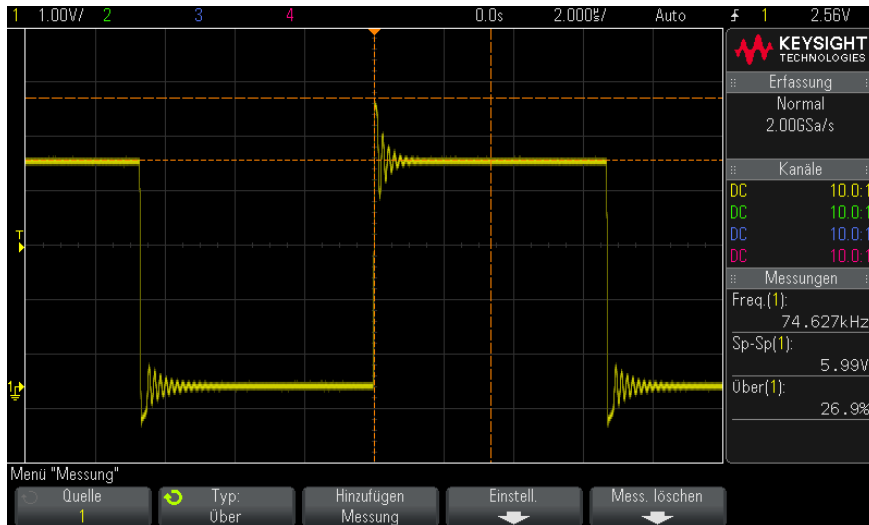 1 1.00V/ 2 3 4 0.0s 2.000µs/ Auto 1 2.56V
KEYSIGHT
TECHNOLOGIES
Erfassung
Normal
2.00GSa/s
Kanäle
DC 10.0:1
DC 10.0:1
DC 10.0:1
DC 10.0:1
Messungen
Freq.(1):
74.627kHz
Sp-Sp(1):
5.99V
Über(1):
26.9%
T
1
Menü "Messung"
Quelle
1
Typ:
Über
Hinzufügen
Messung
Einstell.
Mess. löschen